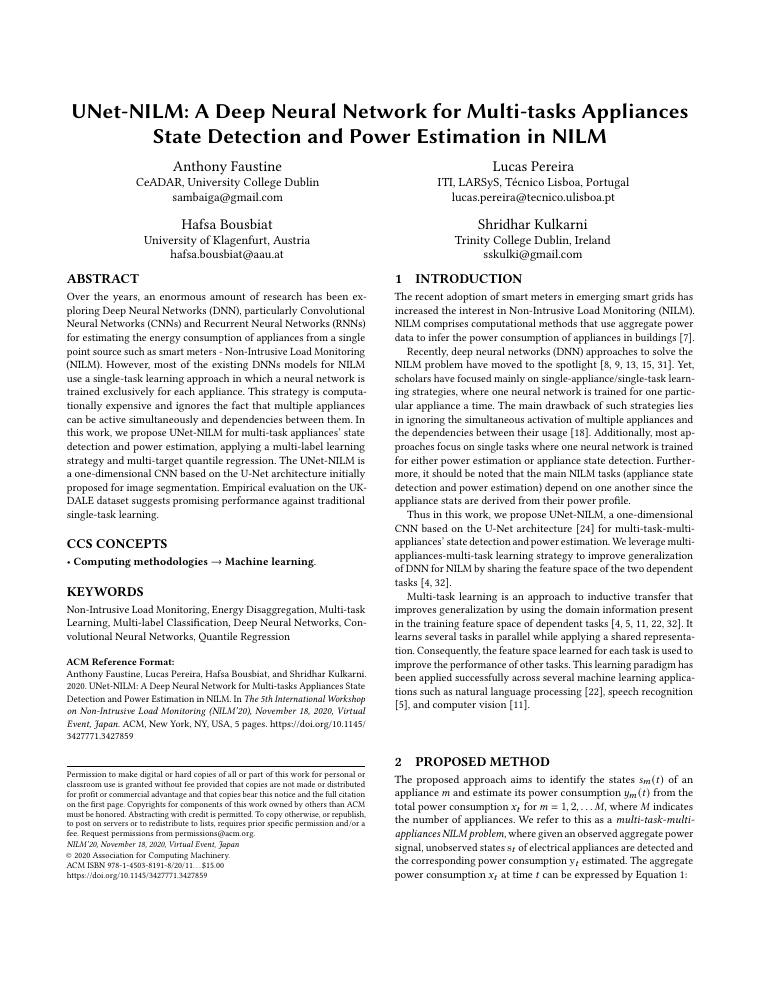 UNet-NILM: A Deep Neural Network for Multi-tasks Appliances
State Detection and Power Estimation in NILM
Anthony Faustine
CeADAR, University College Dublin
sambaiga@gmail.com
Lucas Pereira
ITI, LARSyS, Técnico Lisboa, Portugal
lucas.pereira@tecnico.ulisboa.pt
Hafsa Bousbiat
University of Klagenfurt, Austria
hafsa.bousbiat@aau.at
Shridhar Kulkarni
Trinity College Dublin, Ireland
sskulki@gmail.com
ABSTRACT
Over the years, an enormous amount of research has been ex-
ploring Deep Neural Networks (DNN), particularly Convolutional
Neural Networks (CNNs) and Recurrent Neural Networks (RNNs)
for estimating the energy consumption of appliances from a single
point source such as smart meters - Non-Intrusive Load Monitoring
(NILM). However, most of the existing DNNs models for NILM
use a single-task learning approach in which a neural network is
trained exclusively for each appliance. This strategy is computa-
tionally expensive and ignores the fact that multiple appliances
can be active simultaneously and dependencies between them. In
this work, we propose UNet-NILM for multi-task appliances' state
detection and power estimation, applying a multi-label learning
strategy and multi-target quantile regression. The UNet-NILM is
a one-dimensional CNN based on the U-Net architecture initially
proposed for image segmentation. Empirical evaluation on the UK-
DALE dataset suggests promising performance against traditional
single-task learning.
CCS CONCEPTS
• Computing methodologies → Machine learning.
KEYWORDS
Non-Intrusive Load Monitoring, Energy Disaggregation, Multi-task
Learning, Multi-label Classification, Deep Neural Networks, Con-
volutional Neural Networks, Quantile Regression
ACM Reference Format:
Anthony Faustine, Lucas Pereira, Hafsa Bousbiat, and Shridhar Kulkarni.
2020. UNet-NILM: A Deep Neural Network for Multi-tasks Appliances State
Detection and Power Estimation in NILM. In The 5th International Workshop
on Non-Intrusive Load Monitoring (NILM'20), November 18, 2020, Virtual
Event, Japan. ACM, New York, NY, USA, 5 pages. https://doi.org/10.1145/
3427771.3427859
Permission to make digital or hard copies of all or part of this work for personal or
classroom use is granted without fee provided that copies are not made or distributed
for profit or commercial advantage and that copies bear this notice and the full citation
on the first page. Copyrights for components of this work owned by others than ACM
must be honored. Abstracting with credit is permitted. To copy otherwise, or republish,
to post on servers or to redistribute to lists, requires prior specific permission and/or a
fee. Request permissions from permissions@acm.org.
NILM'20, November 18, 2020, Virtual Event, Japan
© 2020 Association for Computing Machinery.
ACM ISBN 978-1-4503-8191-8/20/11...$15.00
https://doi.org/10.1145/3427771.3427859
1 INTRODUCTION
The recent adoption of smart meters in emerging smart grids has
increased the interest in Non-Intrusive Load Monitoring (NILM).
NILM comprises computational methods that use aggregate power
data to infer the power consumption of appliances in buildings [7].
Recently, deep neural networks (DNN) approaches to solve the
NILM problem have moved to the spotlight [8, 9, 13, 15, 31]. Yet,
scholars have focused mainly on single-appliance/single-task learn-
ing strategies, where one neural network is trained for one partic-
ular appliance a time. The main drawback of such strategies lies
in ignoring the simultaneous activation of multiple appliances and
the dependencies between their usage [18]. Additionally, most ap-
proaches focus on single tasks where one neural network is trained
for either power estimation or appliance state detection. Further-
more, it should be noted that the main NILM tasks (appliance state
detection and power estimation) depend on one another since the
appliance stats are derived from their power profile.
Thus in this work, we propose UNet-NILM, a one-dimensional
CNN based on the U-Net architecture [24] for multi-task-multi-
appliances' state detection and power estimation. We leverage multi-
appliances-multi-task learning strategy to improve generalization
of DNN for NILM by sharing the feature space of the two dependent
tasks [4, 32].
Multi-task learning is an approach to inductive transfer that
improves generalization by using the domain information present
in the training feature space of dependent tasks [4, 5, 11, 22, 32]. It
learns several tasks in parallel while applying a shared representa-
tion. Consequently, the feature space learned for each task is used to
improve the performance of other tasks. This learning paradigm has
been applied successfully across several machine learning applica-
tions such as natural language processing [22], speech recognition
[5], and computer vision [11].
2 PROPOSED METHOD
The proposed approach aims to identify the states sₘ(t) of an
appliance m and estimate its power consumption yₘ(t) from the
total power consumption xₜ for m = 1, 2, . . . M, where M indicates
the number of appliances. We refer to this as a multi-task-multi-
appliances NILM problem, where given an observed aggregate power
signal, unobserved states sₜ of electrical appliances are detected and
the corresponding power consumption yₜ estimated. The aggregate
power consumption xₜ at time t can be expressed by Equation 1: